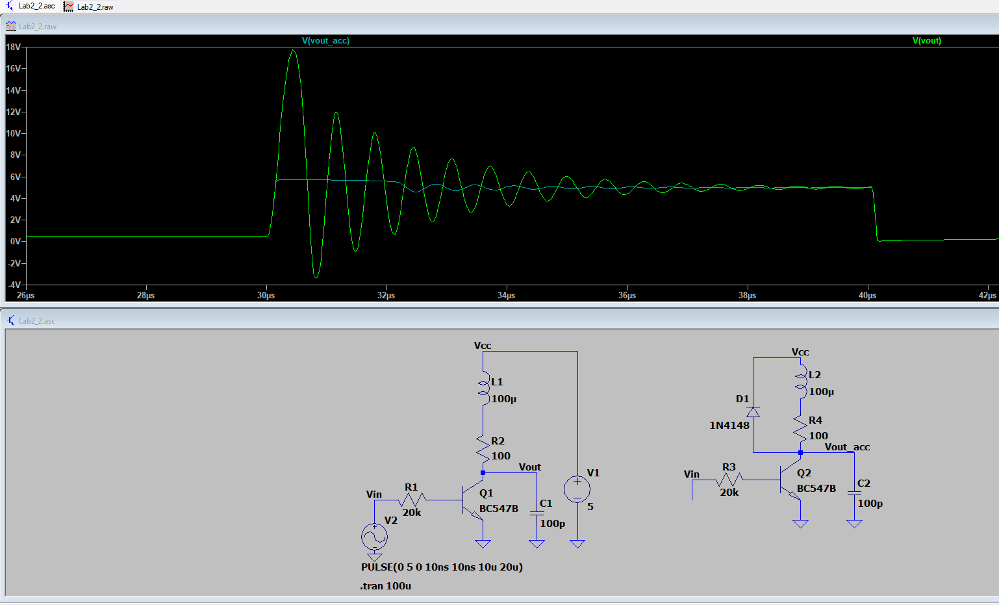 Lab2_2.asc Lab2_2.raw
Lab2_2.raw
V(vout_acc) V(vout)
18V
16V
14V
12V
10V
8V
6V
4V
2V
0V
-2V
-4V
26µs 28µs 30µs 32µs 34µs 36µs 38µs 40µs 42µs
Lab2_2.asc
Vcc
L1
100µ
R2
100
Vout
V1
5
Vin
R1
20k
Q1
BC547B
C1
100p
V2
PULSE(0 5 0 10ns 10ns 10u 20u)
.tran 100u
Vcc
L2
100µ
D1
1N4148
R4
100
Vout_acc
Vin
R3
20k
Q2
BC547B
C2
100p